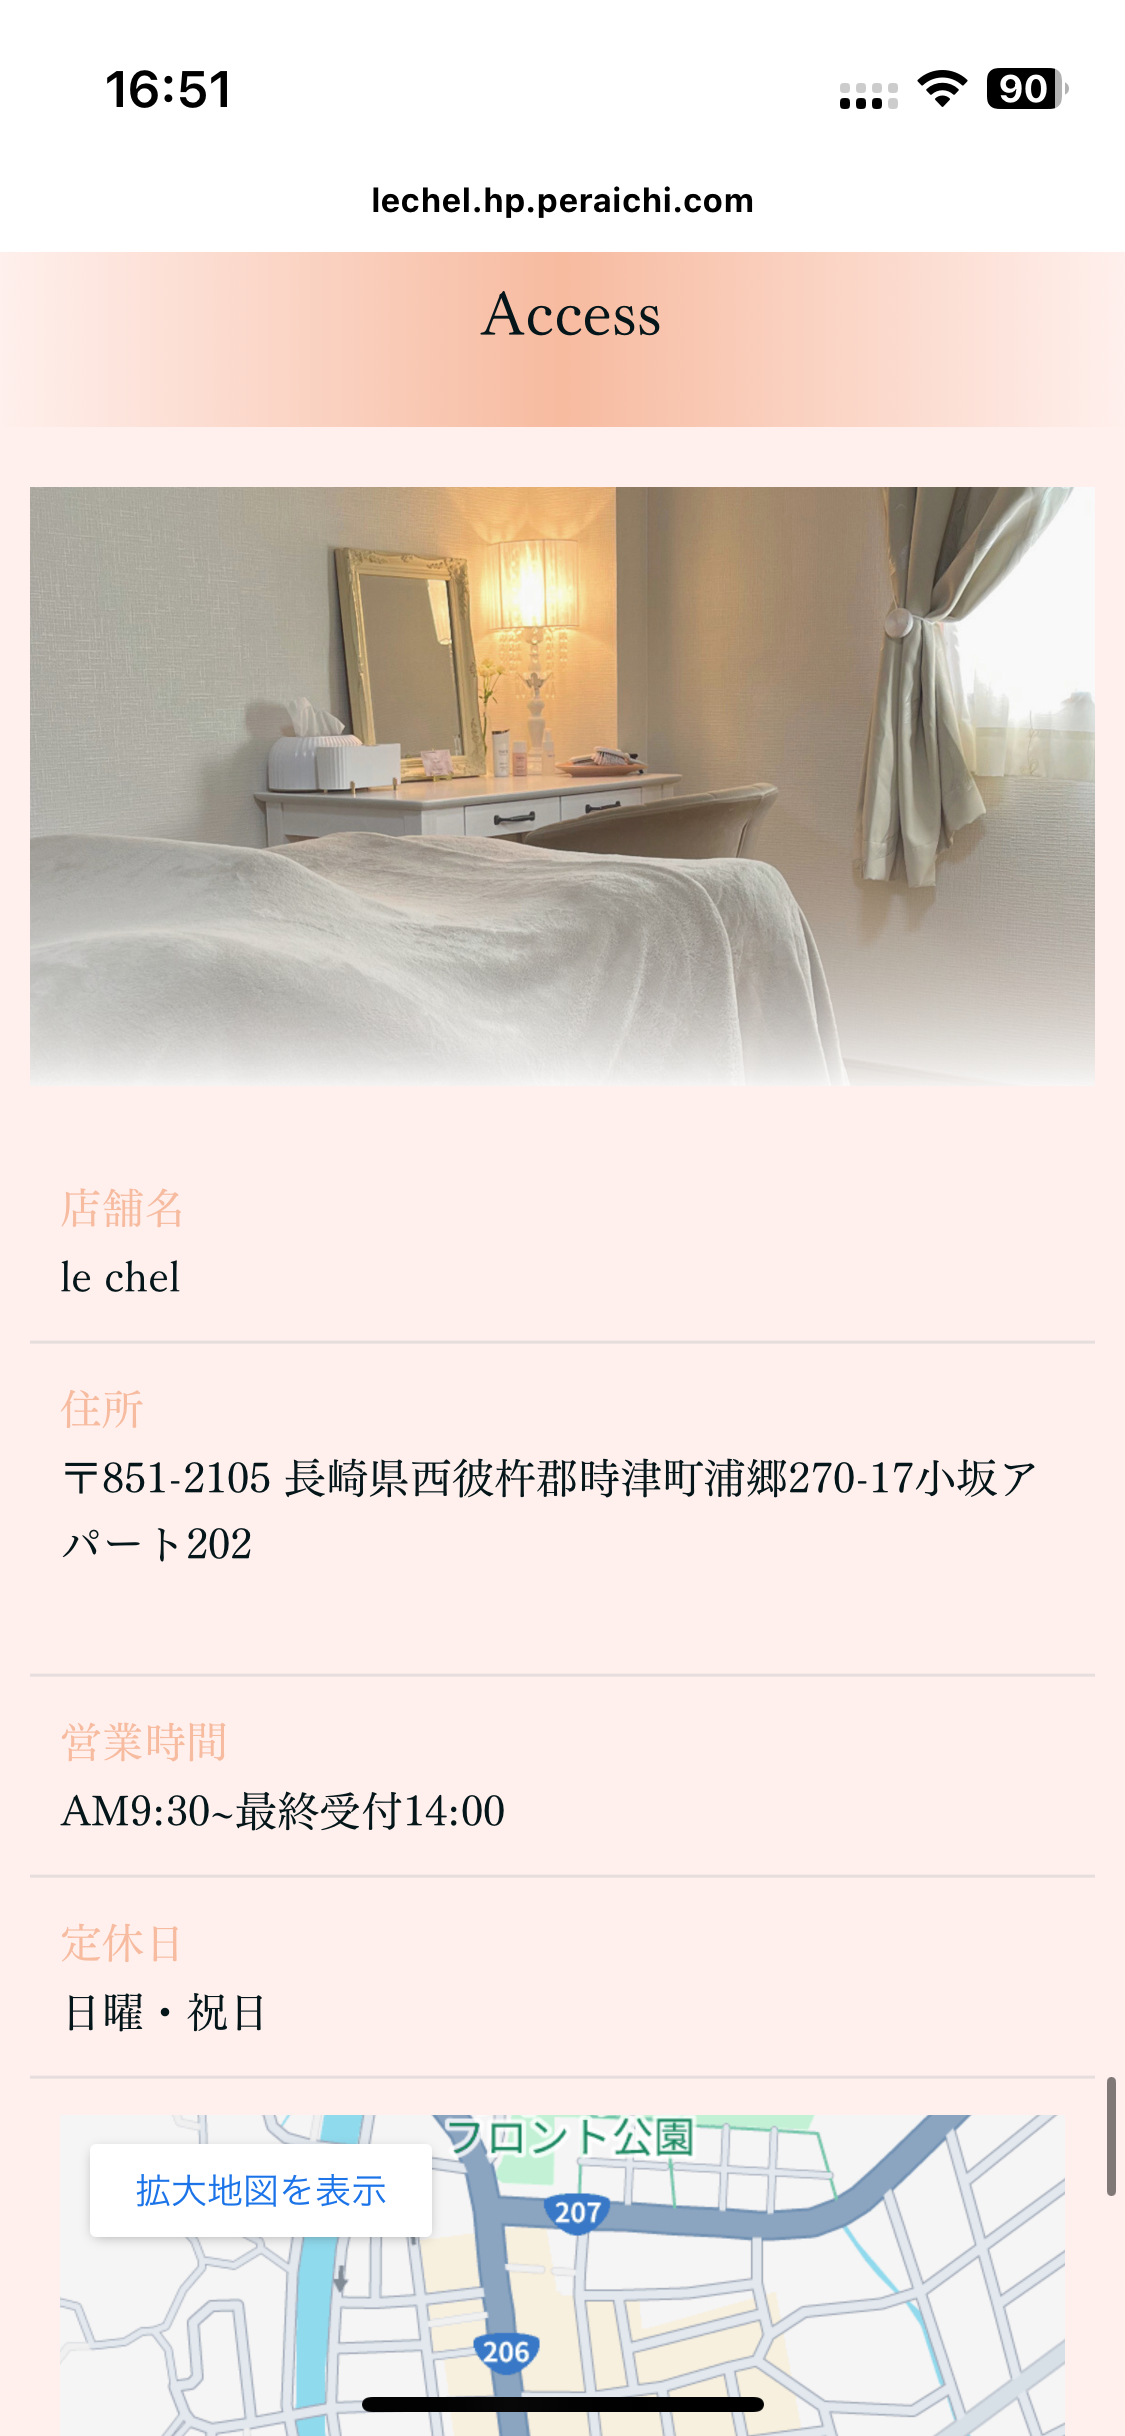 16:51
90
lechel.hp.peraichi.com
Access
店舗名
le chel
住所
〒851-2105 長崎県西彼杵郡時津町浦郷270-17小坂ア
パート202
営業時間
AM9:30~最終受付14:00
定休日
日曜・祝日
フロント公園
拡大地図を表示
207
206